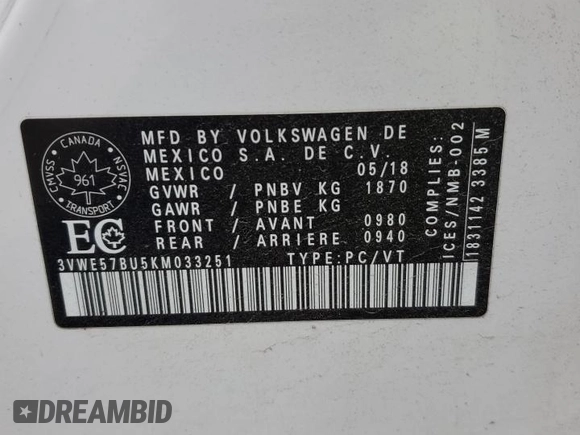 MFD BY VOLKSWAGEN DE
MEXICO S.A. DE C.V.
MEXICO 05/18
GVWR / PNBV KG 1870
GAWR / PNBE KG
FRONT / AVANT 0980
REAR / ARRIERE 0940
3VWE57BU5KM033251 TYPE:PC/VT
CANADA
CMVSS
NSVAC
961
TRANSPORT
EC
COMPLIES:
ICES/NMB-002
1831142 3385M
DREAMBID